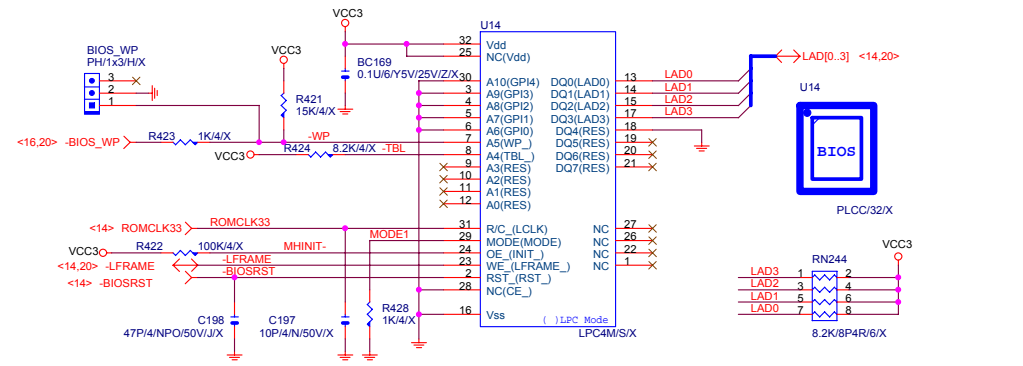 VCC3
U14
BIOS_WP
PH/1x3/H/X
3
2
1
VCC3
BC169
0.1U/6/Y5V/25V/Z/X
R421
15K/4/X
<16,20> -BIOS_WP
R423
1K/4/X
-WP
VCC3
R424
8.2K/4/X
-TBL
32 Vdd
25 NC(Vdd)
30 A10(GPI4)
3 A9(GPI3)
4 A8(GPI2)
5 A7(GPI1)
6 A6(GPI0)
7 A5(WP_)
8 A4(TBL_)
9 A3(RES)
10 A2(RES)
11 A1(RES)
12 A0(RES)
31 R/C_(LCLK)
29 MODE(MODE)
24 OE_(INIT_)
23 WE_(LFRAME_)
2 RST_(RST_)
28 NC(CE_)
16 Vss
DQ0(LAD0) 13 LAD0
DQ1(LAD1) 14 LAD1
DQ2(LAD2) 15 LAD2
DQ3(LAD3) 17 LAD3
DQ4(RES) 18
DQ5(RES) 19
DQ6(RES) 20
DQ7(RES) 21
NC 27
NC 26
NC 22
NC 1
( )LPC Mode
LPC4M/S/X
LAD[0..3] <14,20>
U14
BIOS
PLCC/32/X
<14> ROMCLK33
ROMCLK33
MODE1
VCC3
R422
100K/4/X
MHINIT-
<14,20> -LFRAME
-LFRAME
<14> -BIOSRST
-BIOSRST
C198
47P/4/NPO/50V/J/X
C197
10P/4/N/50V/X
R428
1K/4/X
VCC3
RN244
LAD3 1 2
LAD2 3 4
LAD1 5 6
LAD0 7 8
8.2K/8P4R/6/X